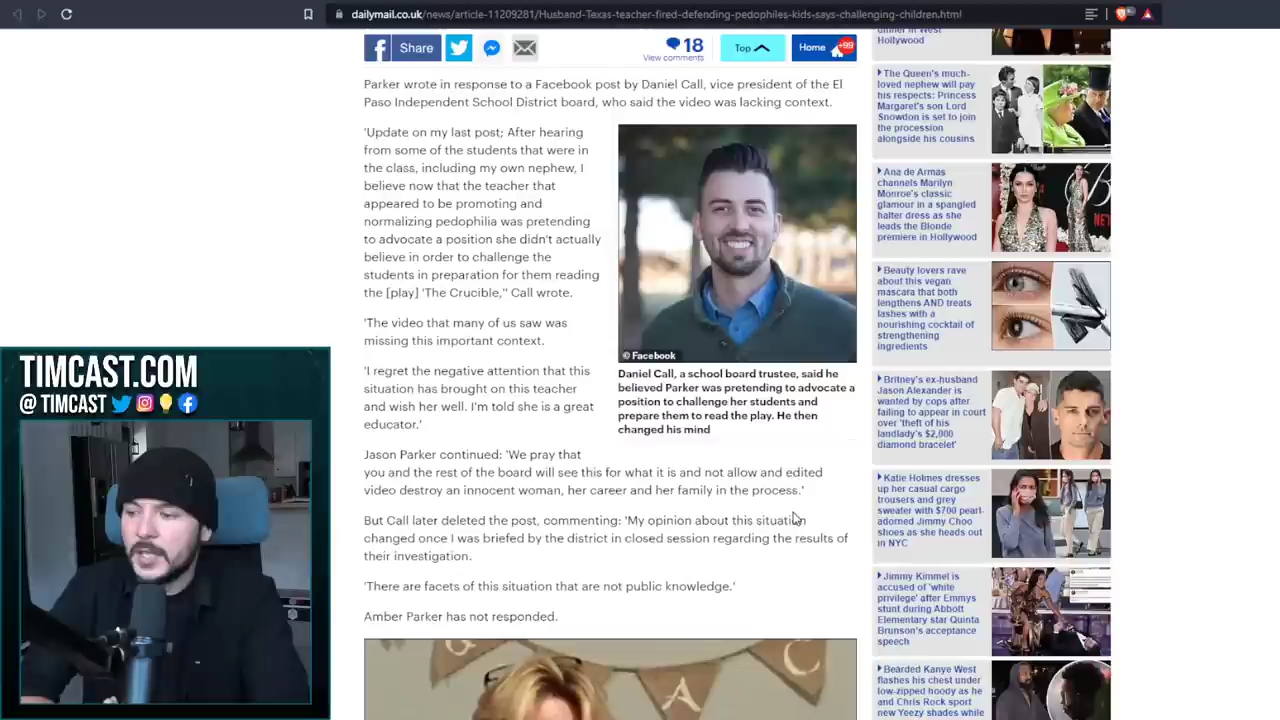 dailymail.co.uk/news/article-11209281/Husband-Texas-teacher-fired-defending-pedophiles-kids-says-challenging-children.html
Share
18
View comments
Top
Home
+99
Parker wrote in response to a Facebook post by Daniel Call, vice president of the El
Paso Independent School District board, who said the video was lacking context.
'Update on my last post; After hearing
from some of the students that were in
the class, including my own nephew, I
believe now that the teacher that
appeared to be promoting and
normalizing pedophilia was pretending
to advocate a position she didn't actually
believe in order to challenge the
students in preparation for them reading
the [play] 'The Crucible,'' Call wrote.
'The video that many of us saw was
missing this important context.
'I regret the negative attention that this
situation has brought on this teacher
and wish her well. I'm told she is a great
educator.'
© Facebook
Daniel Call, a school board trustee, said he
believed Parker was pretending to advocate a
position to challenge her students and
prepare them to read the play. He then
changed his mind
Jason Parker continued: 'We pray that
you and the rest of the board will see this for what it is and not allow and edited
video destroy an innocent woman, her career and her family in the process.'
But Call later deleted the post, commenting: 'My opinion about this situation
changed once I was briefed by the district in closed session regarding the results of
their investigation.
'There are facets of this situation that are not public knowledge.'
Amber Parker has not responded.
G
A
C
West
Hollywood
The Queen's much-
loved nephew will
pay his respects:
Princess
Margaret's son Lord
Snowdon is set to join
the procession
alongside his cousins
Ana de Armas
channels Marilyn
Monroe's classic
glamour in a spangled
halter dress as she
leads the Blonde
premiere in Hollywood
NE
Beauty lovers rave
about this vegan
mascara that both
lengthens AND treats
lashes with a
nourishing cocktail of
strengthening
ingredients
Britney's ex-husband
Jason Alexander is
wanted by cops after
failing to appear in court
over 'theft of his
landlady's $2,000
diamond bracelet'
Katie Holmes dresses
up her casual cargo
trousers and grey
sweater with $700 pearl-
adorned Jimmy Choo
shoes as she heads out
in NYC
Jimmy Kimmel is
accused of 'white
privilege' after Emmys
stunt during Abbott
Elementary star Quinta
Brunson's acceptance
speech
Bearded Kanye West
flashes his chest under
low-zipped hoody as he
and Chris Rock sport
new Yeezy shades while
TIMCAST.COM
@ TIMCAST